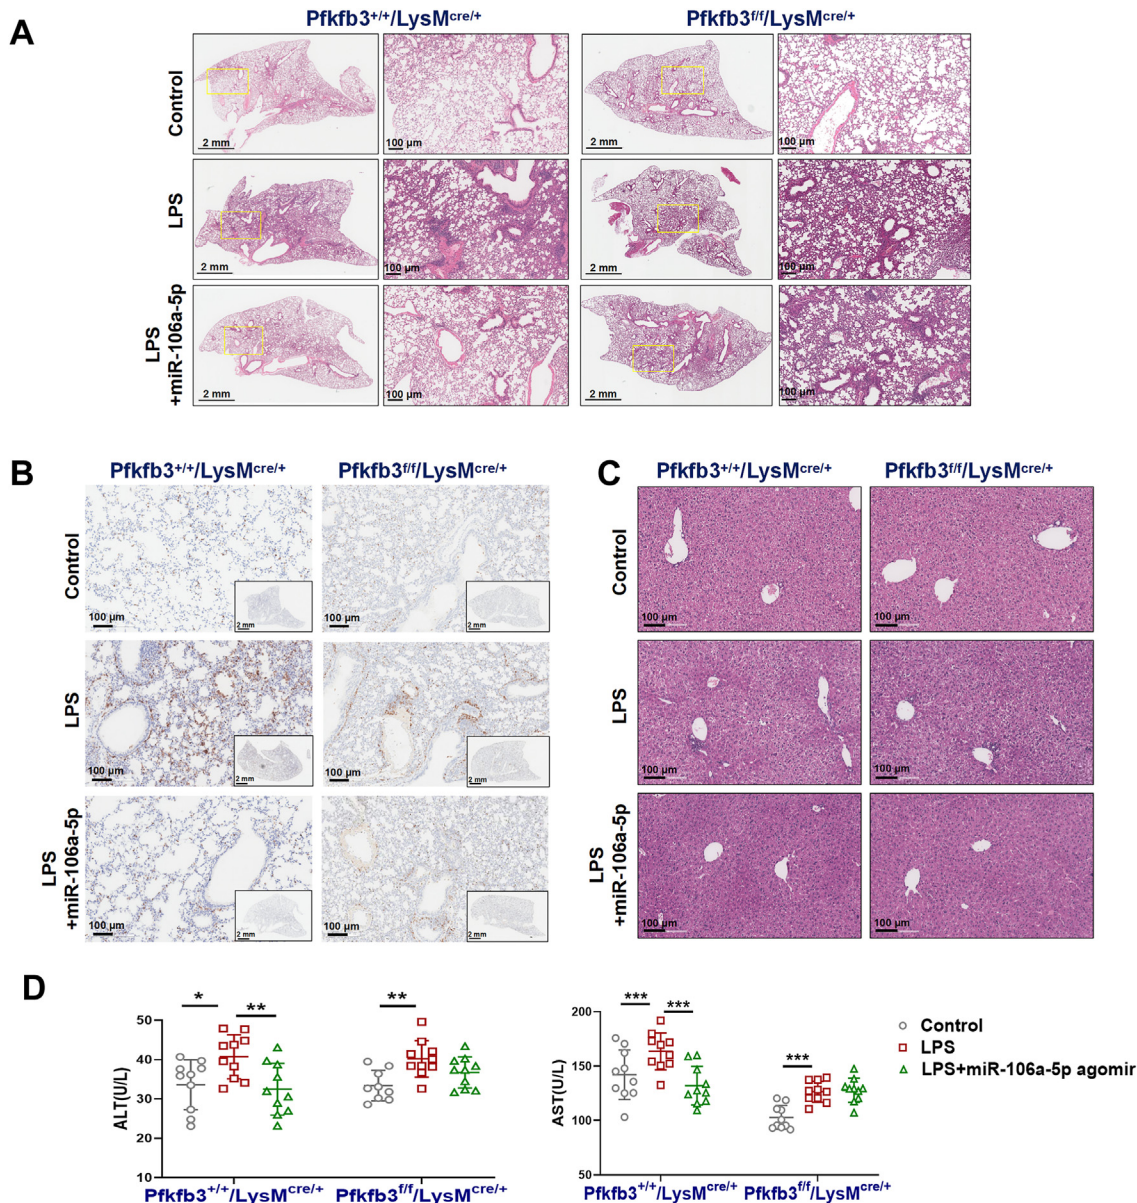 A
Pfkfb3+/+/LysMcre/+ Pfkfb3f/f/LysMcre/+
Control
2 mm 100 µm 2 mm 100 µm
LPS
2 mm 100 µm 2 mm 100 µm
LPS
+miR-106a-5p
2 mm 100 µm 2 mm 100 µm
B
Pfkfb3+/+/LysMcre/+ Pfkfb3f/f/LysMcre/+
Control
100 µm 2 mm 100 µm 2 mm
LPS
100 µm 2 mm 100 µm 2 mm
LPS
+miR-106a-5p
100 µm 2 mm 100 µm 2 mm
C
Pfkfb3+/+/LysMcre/+ Pfkfb3f/f/LysMcre/+
Control
100 µm 100 µm
LPS
100 µm 100 µm
LPS
+miR-106a-5p
100 µm 100 µm
D
ALT(U/L)
50
40
30
20
10
* ** **
Pfkfb3+/+/LysMcre/+ Pfkfb3f/f/LysMcre/+
AST(U/L)
200
150
100
50
*** *** ***
Pfkfb3+/+/LysMcre/+ Pfkfb3f/f/LysMcre/+
Control
LPS
LPS+miR-106a-5p agomir